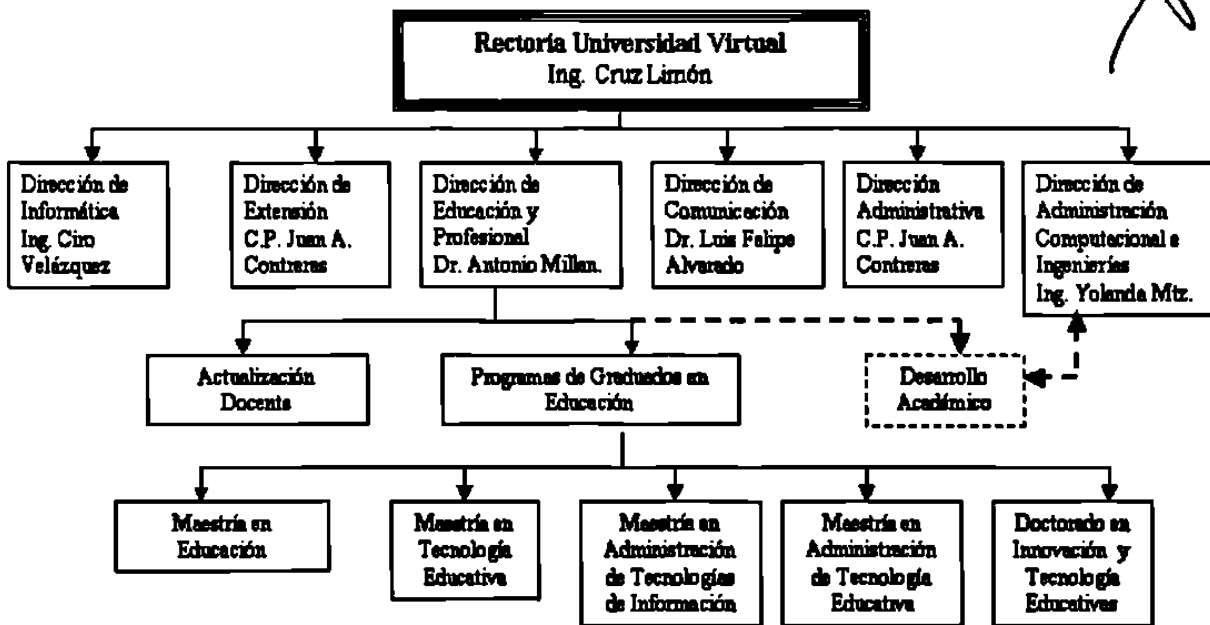 Rectoría Universidad Virtual
Ing. Cruz Limón
Dirección de
Informática
Ing. Ciro
Velázquez
Dirección de
Extensión
C.P. Juan A.
Contreras
Dirección de
Educación y
Profesional
Dr. Antonio Millan.
Dirección de
Comunicación
Dr. Luis Felipe
Alvarado
Dirección
Administrativa
C.P. Juan A.
Contreras
Dirección de
Administración
Computacional e
Ingenierías
Ing. Yolanda Mtz.
Actualización
Docente
Programas de Graduados en
Educación
Desarrollo
Académico
Maestría en
Educación
Maestría en
Tecnología
Educativa
Maestría en
Administración
de Tecnologías
de Información
Maestría en
Administración
de Tecnología
Educativa
Doctorado en
Innovación y
Tecnología
Educativas